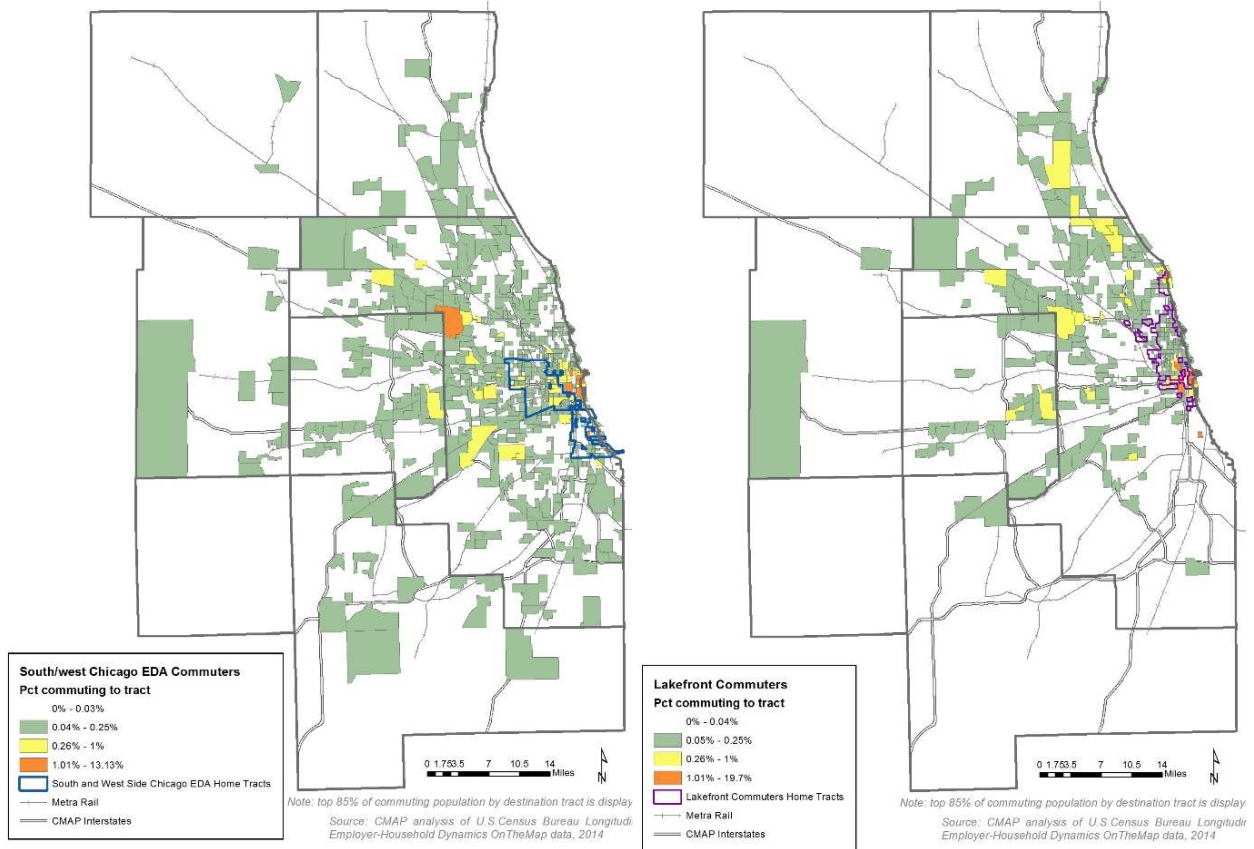 South/west Chicago EDA Commuters
Pct commuting to tract
0% - 0.03%
0.04% - 0.25%
0.26% - 1%
1.01% - 13.13%
South and West Side Chicago EDA Home Tracts
Metra Rail
CMAP Interstates
0 1.75 3.5 7 10.5 14
Miles
N
Note: top 85% of commuting population by destination tract is display
Source: CMAP analysis of U.S.Census Bureau Longitudi
Employer-Household Dynamics OnTheMap data, 2014
Lakefront Commuters
Pct commuting to tract
0% - 0.04%
0.05% - 0.25%
0.26% - 1%
1.01% - 19.7%
Lakefront Commuters Home Tracts
Metra Rail
CMAP Interstates
0 1.75 3.5 7 10.5 14
Miles
N
Note: top 85% of commuting population by destination tract is display
Source: CMAP analysis of U.S.Census Bureau Longitudin
Employer-Household Dynamics OnTheMap data, 2014